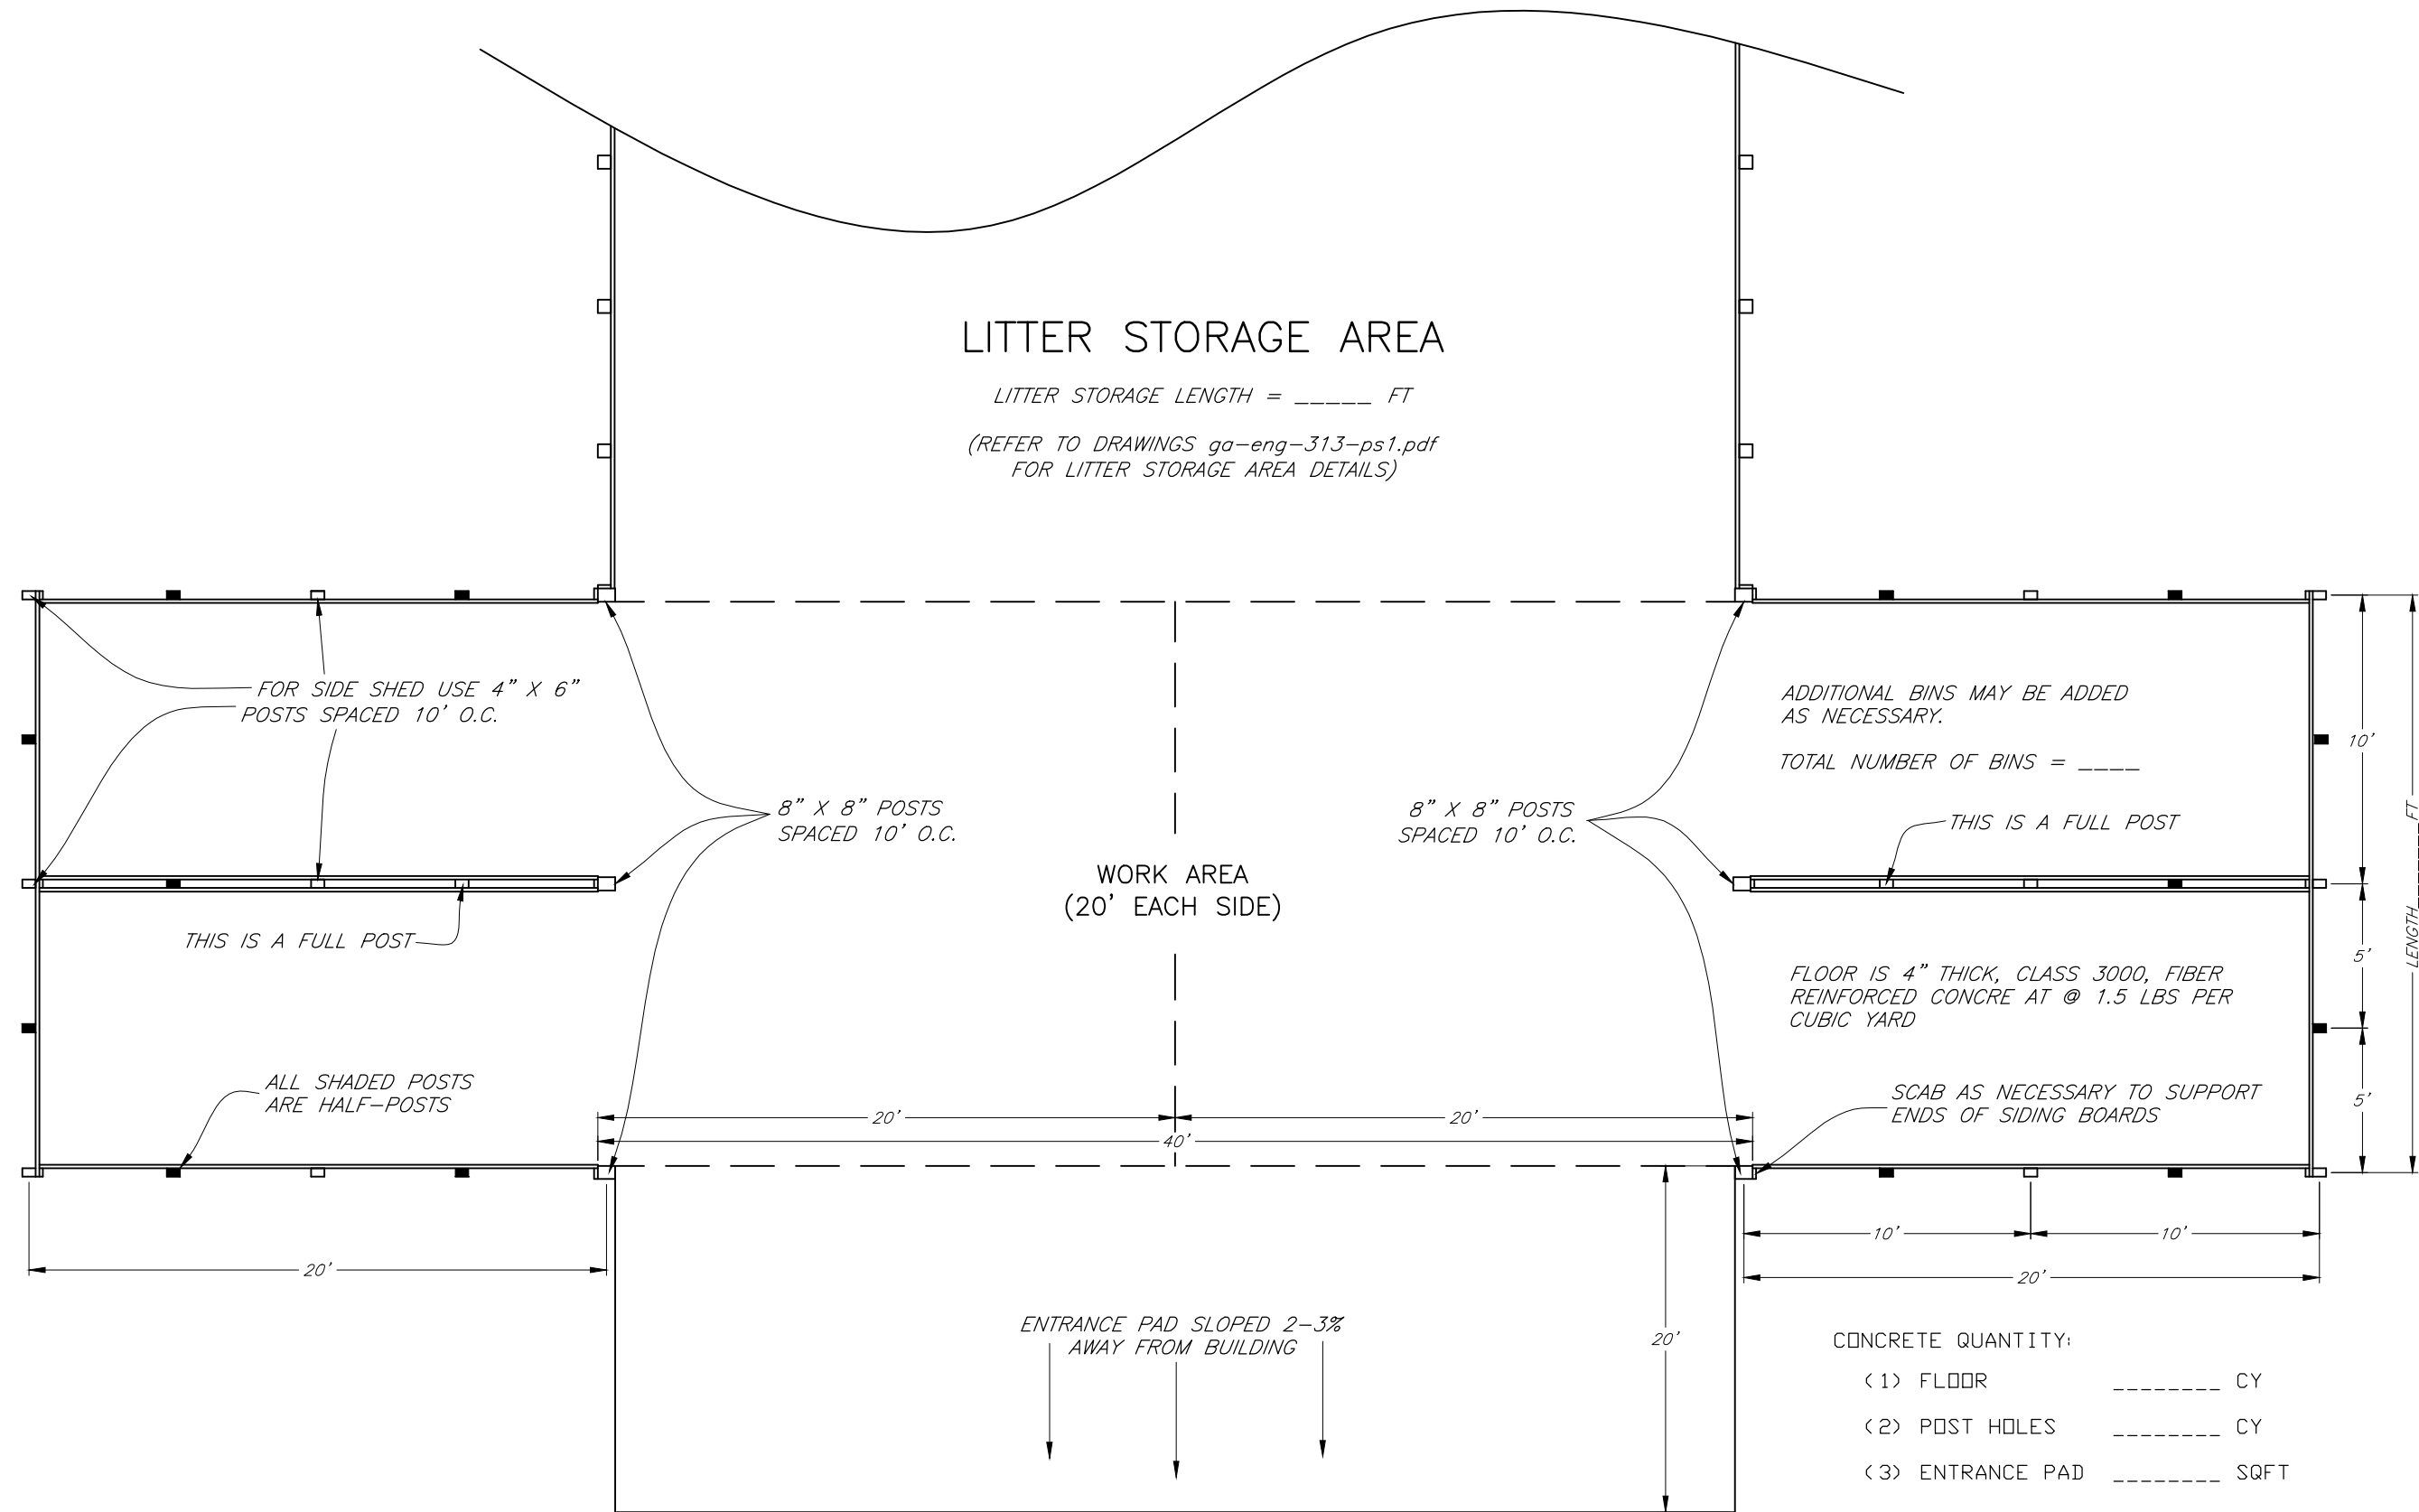 LITTER STORAGE AREA
LITTER STORAGE LENGTH = _____ FT
(REFER TO DRAWINGS ga-eng-313-ps1.pdf
FOR LITTER STORAGE AREA DETAILS)
FOR SIDE SHED USE 4" X 6"
POSTS SPACED 10' O.C.
8" X 8" POSTS
SPACED 10' O.C.
8" X 8" POSTS
SPACED 10' O.C.
ADDITIONAL BINS MAY BE ADDED
AS NECESSARY.
TOTAL NUMBER OF BINS = ____
THIS IS A FULL POST
10'
LENGTH______FT
WORK AREA
(20' EACH SIDE)
THIS IS A FULL POST
5'
FLOOR IS 4" THICK, CLASS 3000, FIBER
REINFORCED CONCRE AT @ 1.5 LBS PER
CUBIC YARD
ALL SHADED POSTS
ARE HALF-POSTS
SCAB AS NECESSARY TO SUPPORT
ENDS OF SIDING BOARDS
5'
20'
20'
40'
10'
10'
20'
20'
ENTRANCE PAD SLOPED 2-3%
AWAY FROM BUILDING
20'
CONCRETE QUANTITY:
(1) FLOOR ________ CY
(2) POST HOLES ________ CY
(3) ENTRANCE PAD ________ SQFT